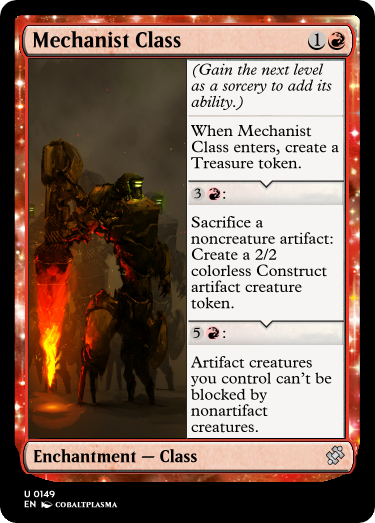 Mechanist Class 1
(Gain the next level
as a sorcery to add its
ability.)
When Mechanist
Class enters, create a
Treasure token.
3 :
Sacrifice a
noncreature artifact:
Create a 2/2
colorless Construct
artifact creature
token.
5 :
Artifact creatures
you control can't be
blocked by
nonartifact
creatures.
Enchantment — Class
U 0149
EN COBALTPLASMA